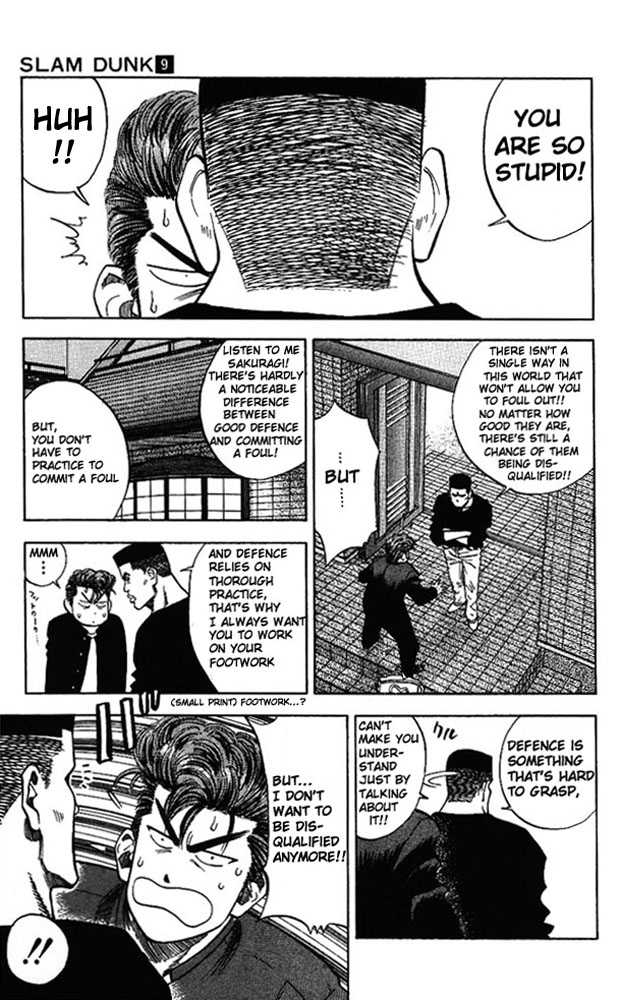 SLAM DUNK 9
YOU
ARE SO
STUPID!
HUH
!!
THERE ISN'T A
SINGLE WAY IN
THIS WORLD THAT
WON'T ALLOW YOU
TO FOUL OUT!!
NO MATTER HOW
GOOD THEY ARE,
THERE'S STILL A
CHANCE OF THEM
BEING DIS-
QUALIFIED!!
BUT
LISTEN TO ME
SAKURAGI!
THERE'S HARDLY
A NOTICEABLE
DIFFERENCE
BETWEEN
GOOD DEFENCE
AND COMMITTING
A FOUL!
BUT,
YOU DON'T
HAVE TO
PRACTICE TO
COMMIT A FOUL
AND DEFENCE
RELIES ON
THOROUGH
PRACTICE,
THAT'S WHY
I ALWAYS WANT
YOU TO WORK
ON YOUR
FOOTWORK
MMM
...
(SMALL PRINT) FOOTWORK...?
DEFENCE IS
SOMETHING
THAT'S HARD
TO GRASP,
クル
CAN'T
MAKE YOU
UNDER-
STAND
JUST BY
TALKING
ABOUT
IT!!
BUT...
I DON'T
WANT TO
BE DIS-
QUALIFIED
ANYMORE!!
!!